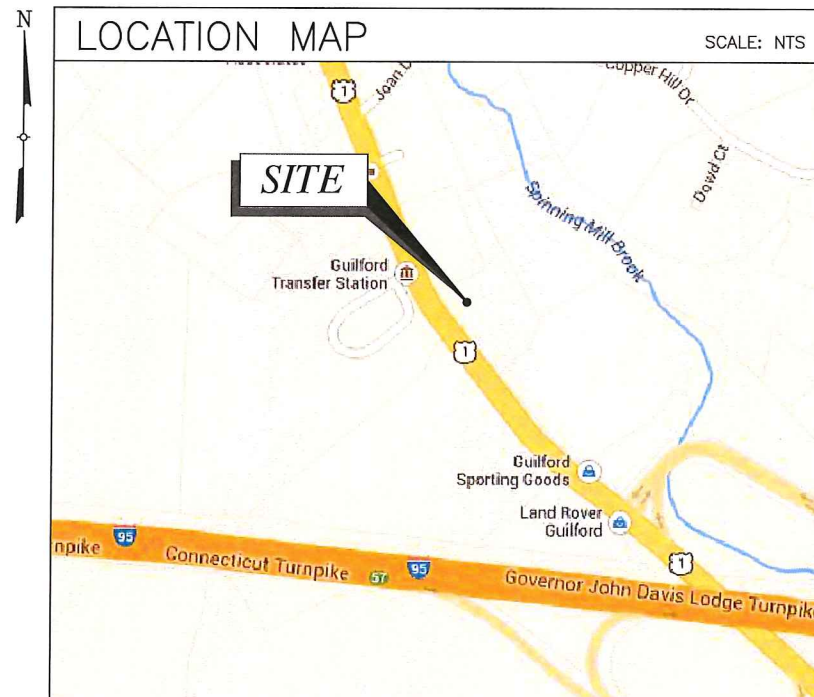 N
LOCATION MAP
SCALE: NTS
1
Copper Hill Dr
Dowd Ct
SITE
Spinning Mill Brook
Guilford
Transfer Station
1
Guilford
Sporting Goods
Land Rover
Guilford
1
npike
95
Connecticut Turnpike
57
95
Governor John Davis Lodge Turnpike